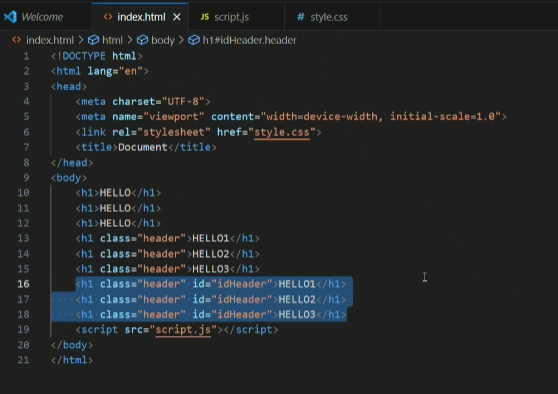 Welcome index.html × JS script.js # style.css
<> index.html > html > body > h1#idHeader.header
1 <!DOCTYPE html>
2 <html lang="en">
3 <head>
4 <meta charset="UTF-8">
5 <meta name="viewport" content="width=device-width, initial-scale=1.0">
6 <link rel="stylesheet" href="style.css">
7 <title>Document</title>
8 </head>
9 <body>
10 <h1>HELLO</h1>
11 <h1>HELLO</h1>
12 <h1>HELLO</h1>
13 <h1 class="header">HELLO1</h1>
14 <h1 class="header">HELLO2</h1>
15 <h1 class="header">HELLO3</h1>
16 <h1 class="header" id="idHeader">HELLO1</h1>
17 <h1 class="header" id="idHeader">HELLO2</h1>
18 <h1 class="header" id="idHeader">HELLO3</h1>
19 <script src="script.js"></script>
20 </body>
21 </html>